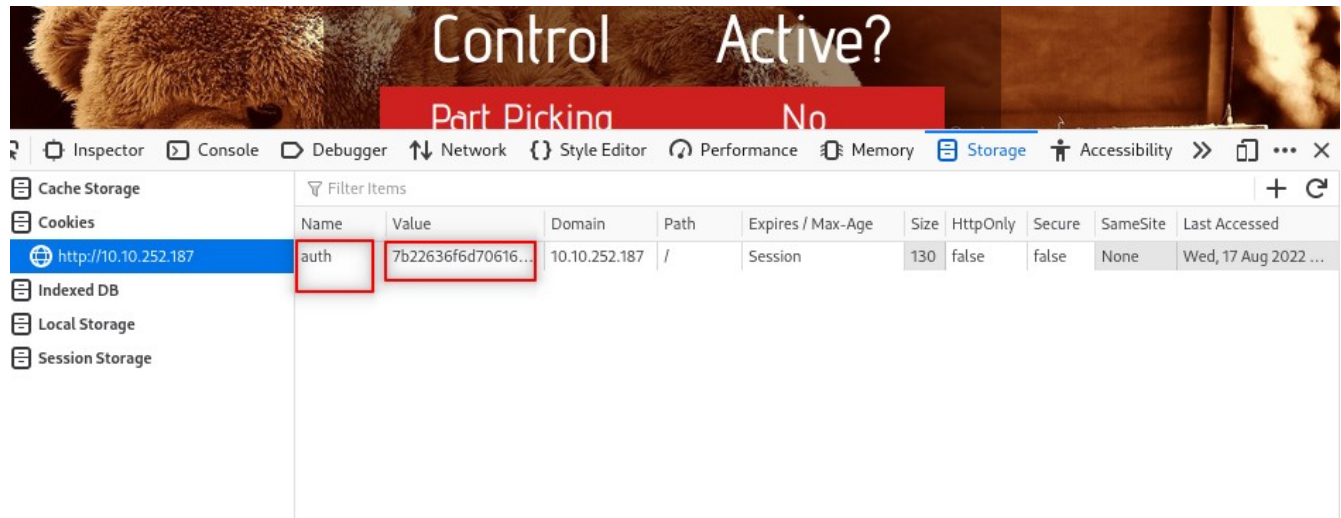 Control Active?
Part Picking No
Inspector Console Debugger Network {} Style Editor Performance Memory Storage Accessibility
Cache Storage Filter Items
Cookies Name Value Domain Path Expires / Max-Age Size HttpOnly Secure SameSite Last Accessed
http://10.10.252.187 auth 7b22636f6d70616... 10.10.252.187 / Session 130 false false None Wed, 17 Aug 2022 ...
Indexed DB
Local Storage
Session Storage